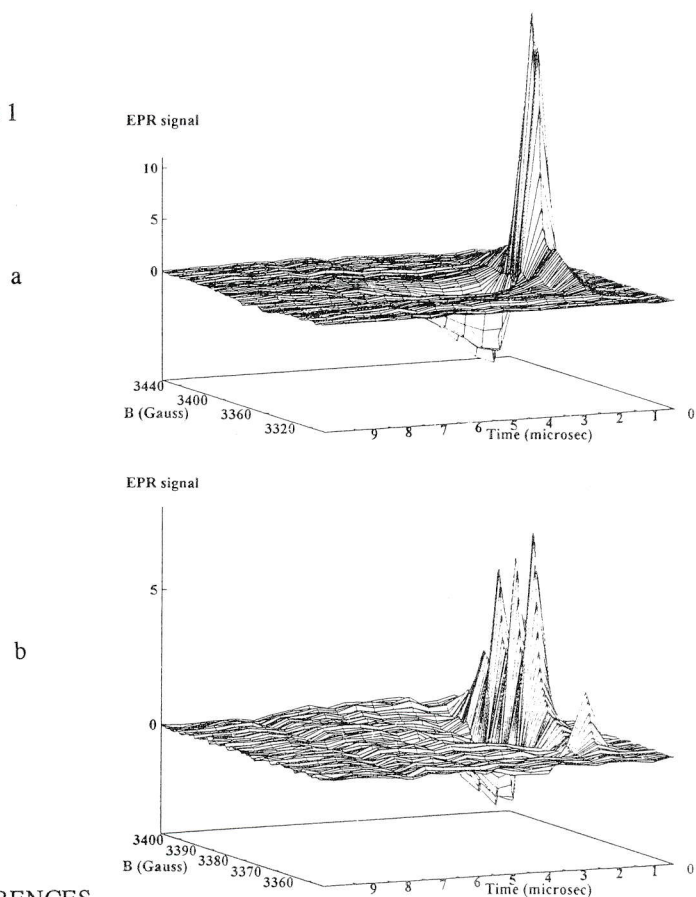 1
EPR signal
10
5
0
a
3440
3400
3360
3320
B (Gauss)
9 8 7 6 5 4 3 2 1 0
Time (microsec)
EPR signal
5
b
0
3400
3390
3380
3370
3360
B (Gauss)
9 8 7 6 5 4 3 2 1 0
Time (microsec)
RENCES